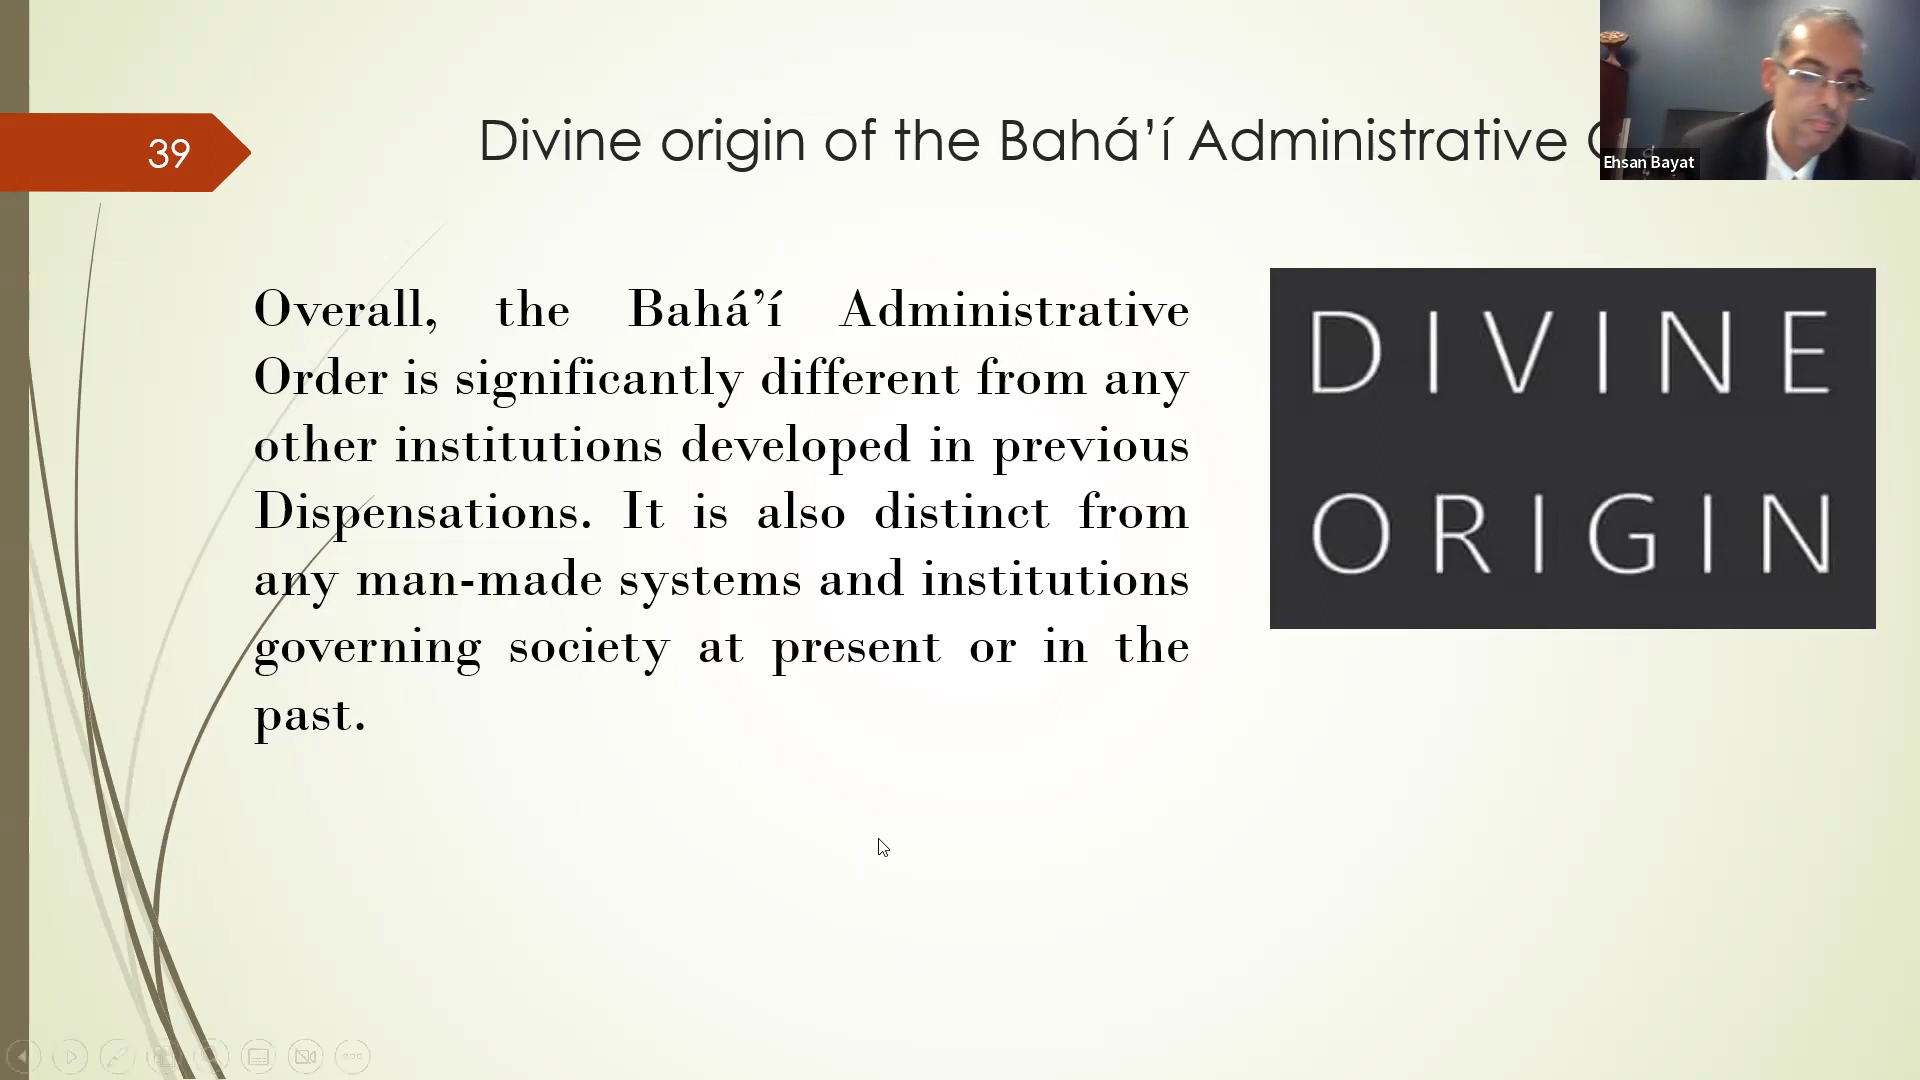 39
Divine origin of the Bahá’í Administrative
Ehsan Bayat
Overall, the Bahá’í Administrative
Order is significantly different from any
other institutions developed in previous
Dispensations. It is also distinct from
any man-made systems and institutions
governing society at present or in the
past.
DIVINE
ORIGIN